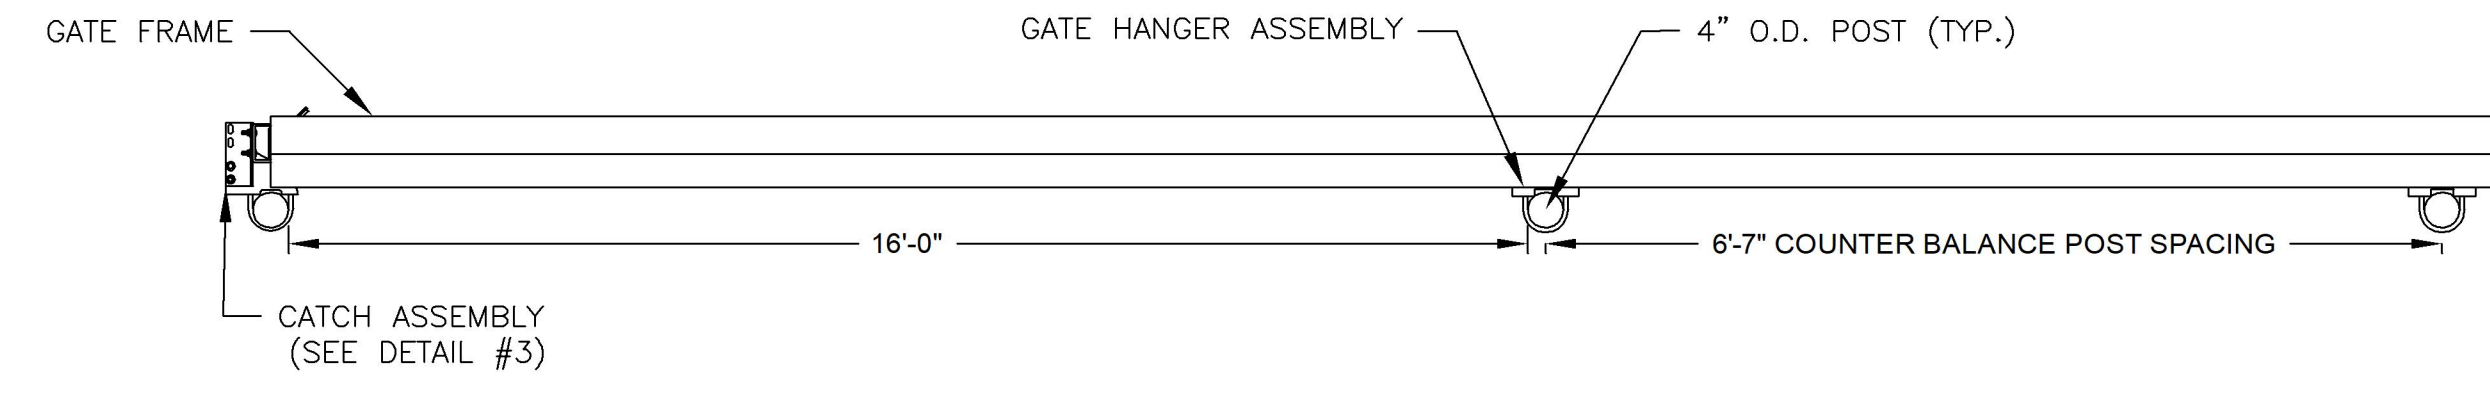 GATE FRAME
GATE HANGER ASSEMBLY
4” O.D. POST (TYP.)
16'-0"
6'-7" COUNTER BALANCE POST SPACING
CATCH ASSEMBLY
(SEE DETAIL #3)